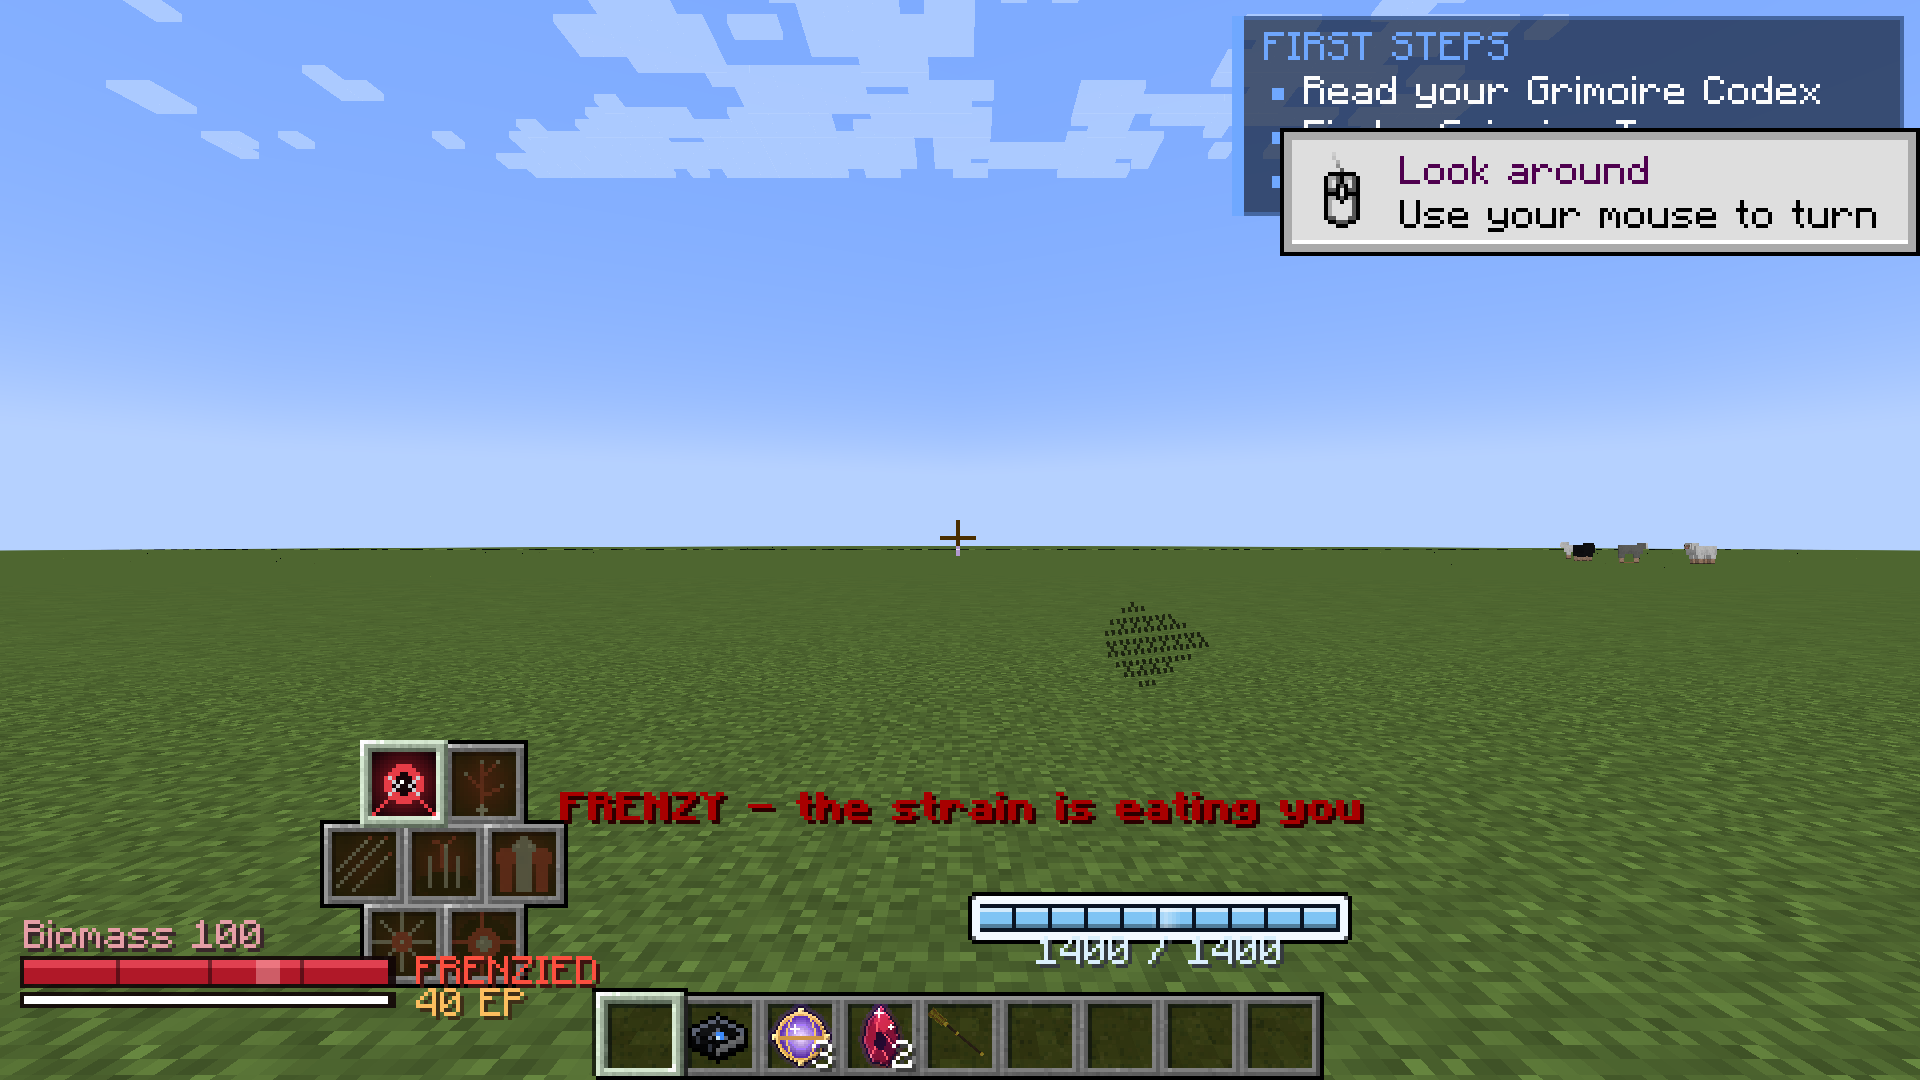 FIRST STEPS
Read your Grimoire Codex
Look around
Use your mouse to turn
FRENZY - the strain is eating you
Biomass 100
FRENZIED
40 EP
1400 / 1400
3
2